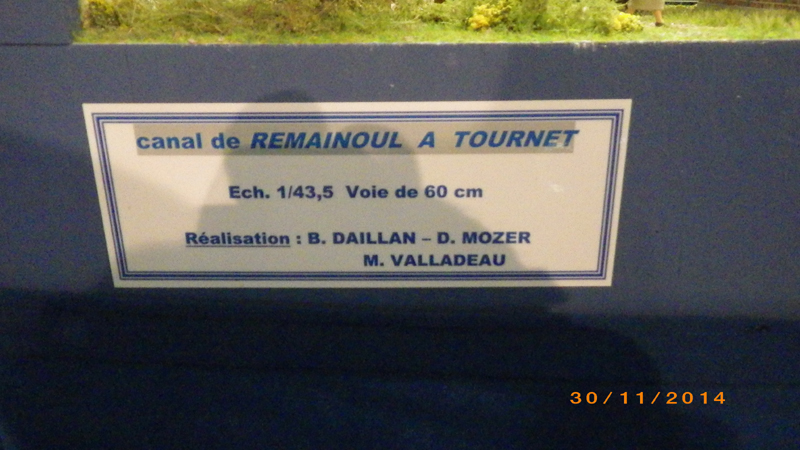 canal de REMAINOUL A TOURNET
Ech. 1/43,5 Voie de 60 cm
Réalisation : B. DAILLAN – D. MOZER
M. VALLADEAU
30/11/2014